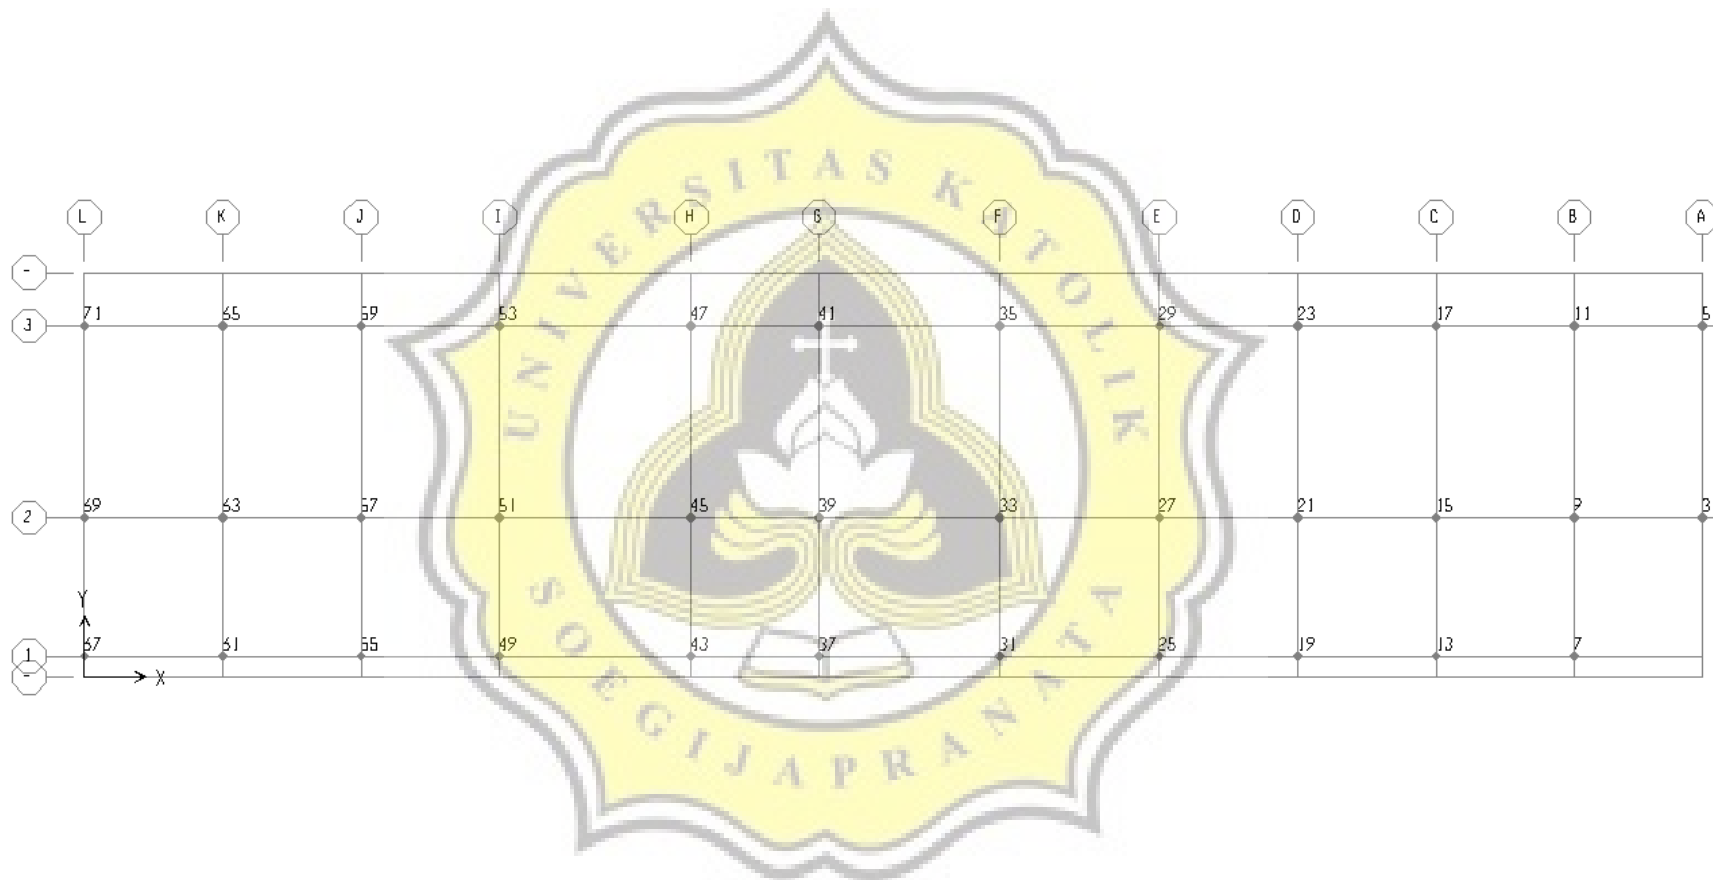 UNIVERSITAS KATOLIK
L K J I H G F E D C B A
-
3 71 65 59 53 47 41 35 29 23 17 11 5
2 69 63 57 51 45 39 33 27 21 15 9 3
Y
1 67 61 55 49 43 37 31 25 19 13 7
-
X
SOEGIJAPRANATA